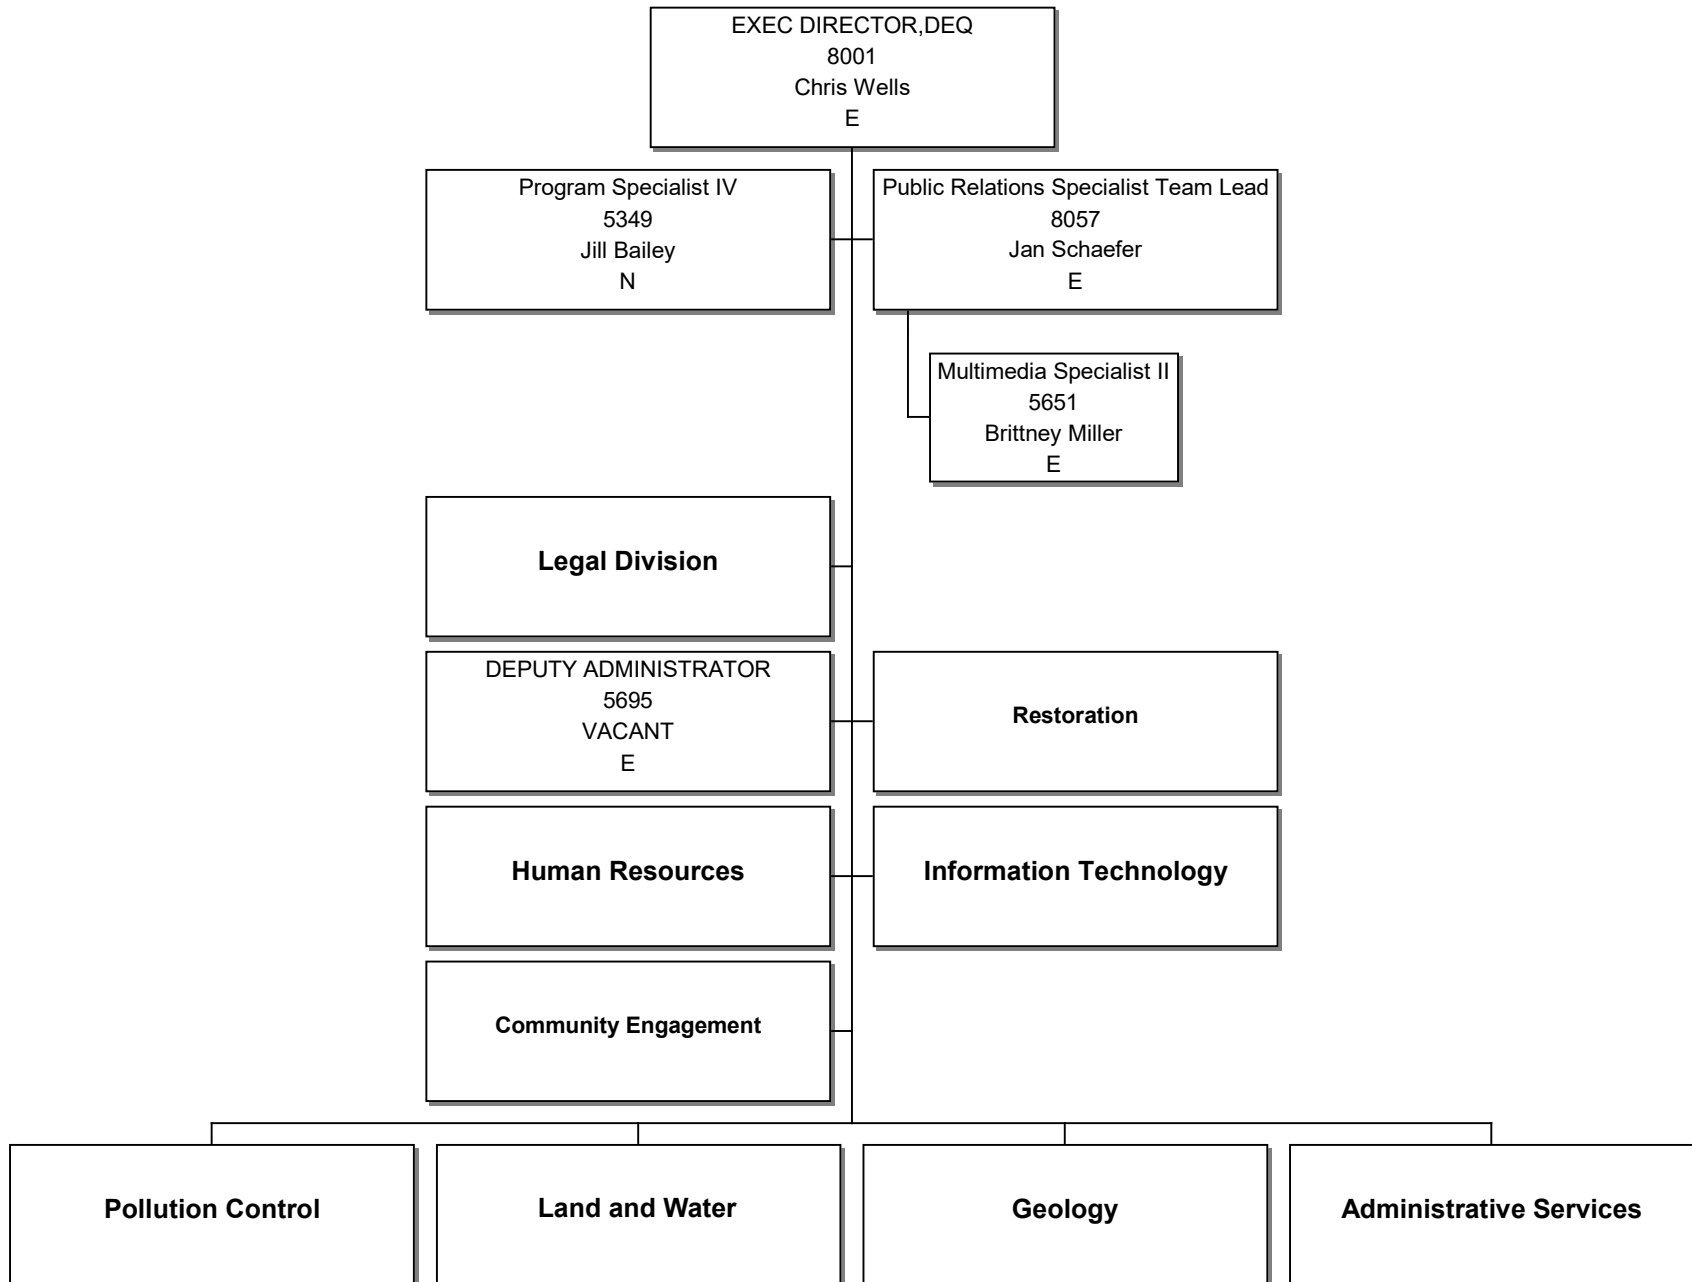 EXEC DIRECTOR,DEQ
8001
Chris Wells
E
Program Specialist IV
5349
Jill Bailey
N
Public Relations Specialist Team Lead
8057
Jan Schaefer
E
Multimedia Specialist II
5651
Brittney Miller
E
Legal Division
DEPUTY ADMINISTRATOR
5695
VACANT
E
Restoration
Human Resources
Information Technology
Community Engagement
Pollution Control
Land and Water
Geology
Administrative Services